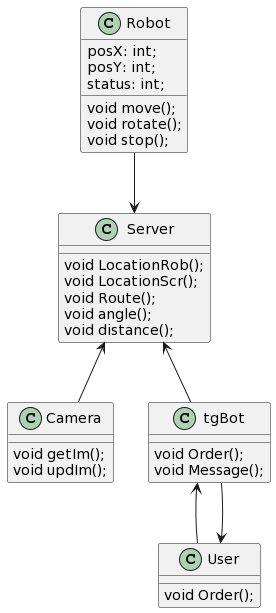 C Robot
posX: int;
posY: int;
status: int;
void move();
void rotate();
void stop();
C Server
void LocationRob();
void LocationScr();
void Route();
void angle();
void distance();
C Camera
void getIm();
void updIm();
C tgBot
void Order();
void Message();
C User
void Order();